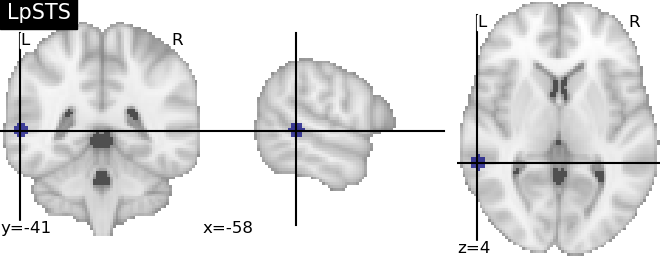 LpSTS
L R
y=-41
x=-58
L R
z=4